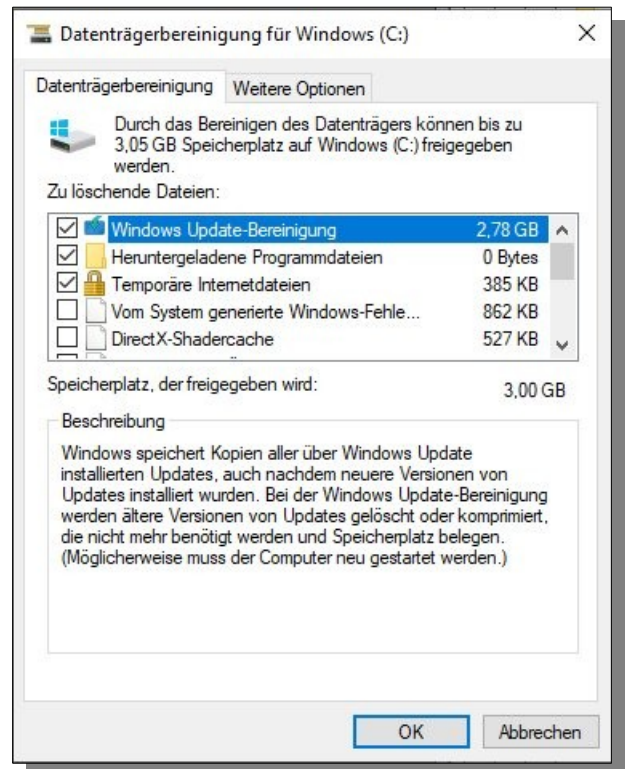 Datenträgerbereinigung für Windows (C:)
Datenträgerbereinigung
Weitere Optionen
Durch das Bereinigen des Datenträgers können bis zu
3,05 GB Speicherplatz auf Windows (C:) freigegeben
werden.
Zu löschende Dateien:
Windows Update-Bereinigung 2,78 GB
Heruntergeladene Programmdateien 0 Bytes
Temporäre Internetdateien 385 KB
Vom System generierte Windows-Fehle... 862 KB
DirectX-Shadercache 527 KB
Speicherplatz, der freigegeben wird: 3,00 GB
Beschreibung
Windows speichert Kopien aller über Windows Update
installierten Updates, auch nachdem neuere Versionen von
Updates installiert wurden. Bei der Windows Update-Bereinigung
werden ältere Versionen von Updates gelöscht oder komprimiert,
die nicht mehr benötigt werden und Speicherplatz belegen.
(Möglicherweise muss der Computer neu gestartet werden.)
OK
Abbrechen